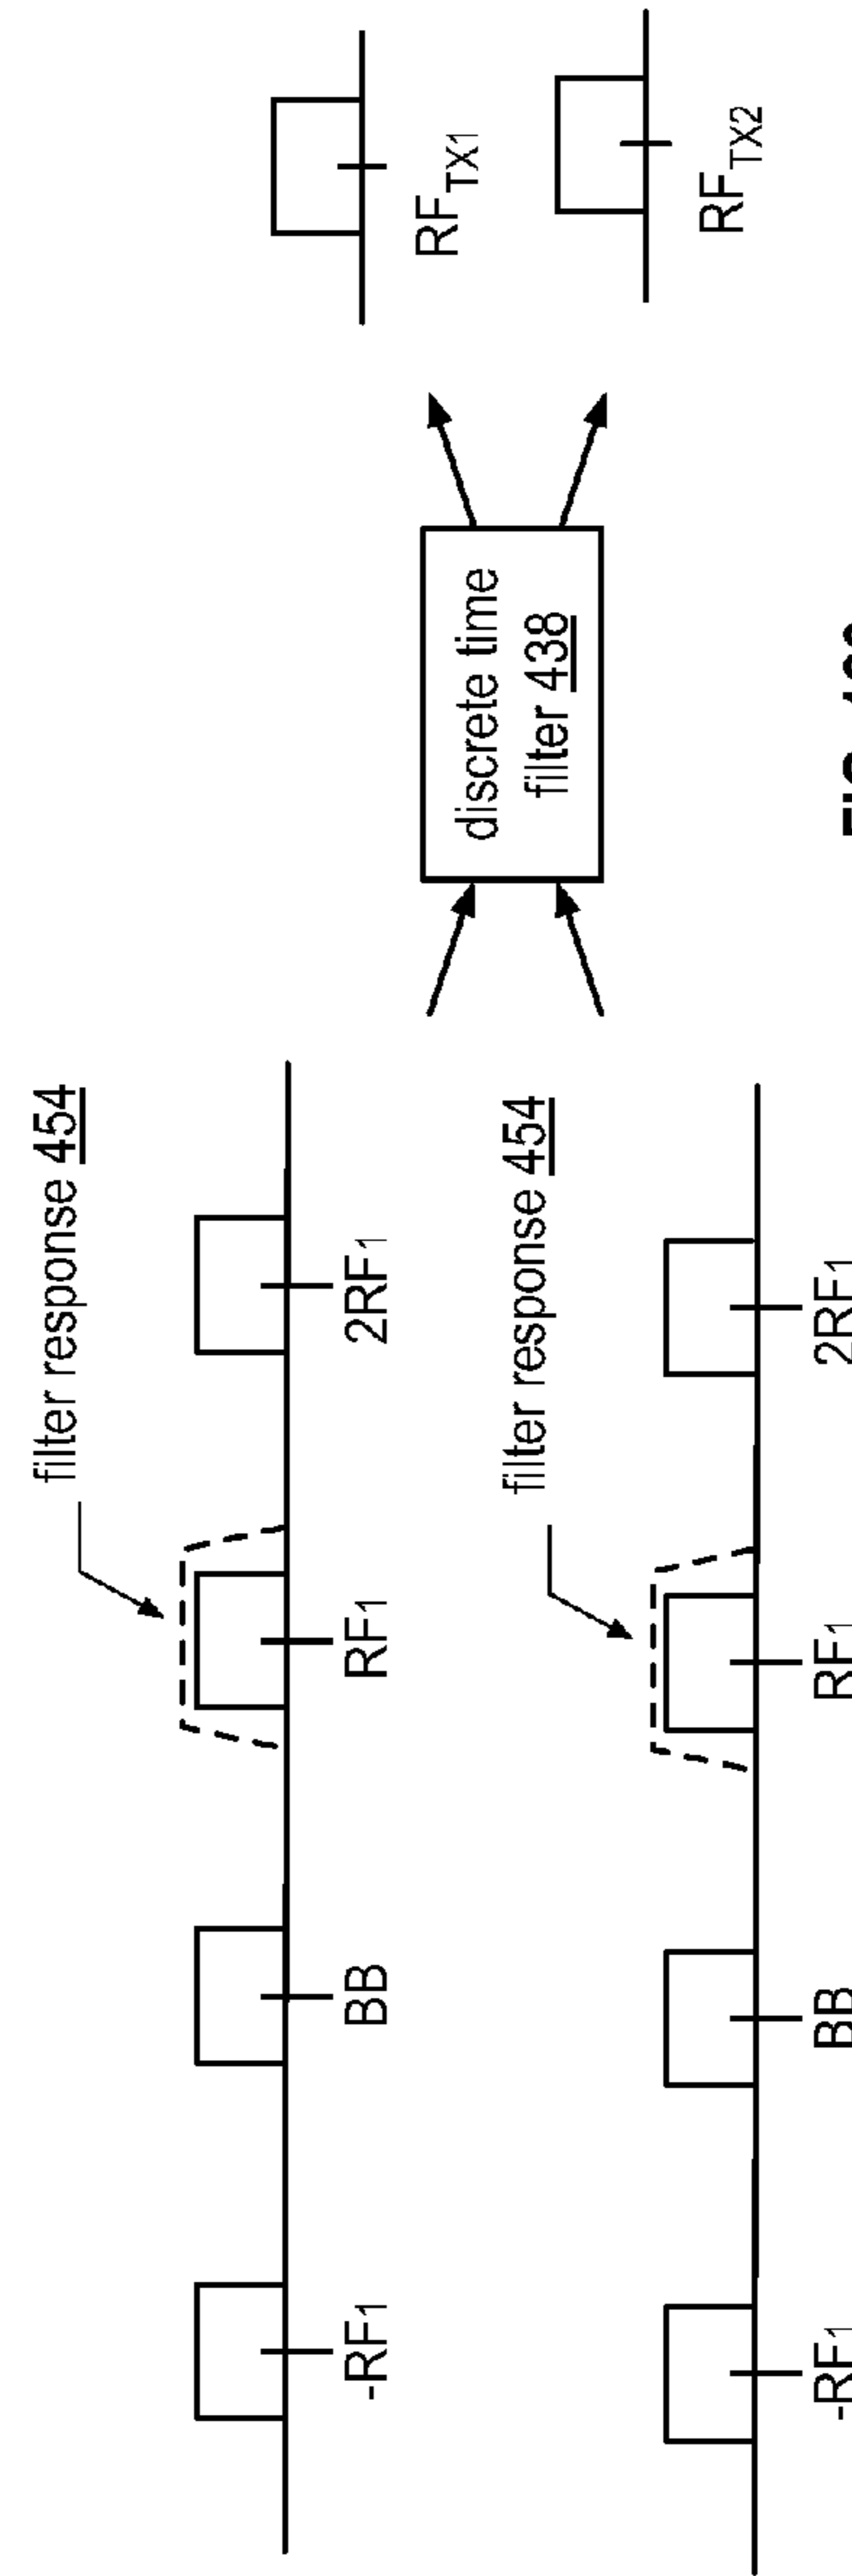 filter response 454
-RF1
BB
RF1
2RF1
filter response 454
-RF1
BB
RF1
2RF1
discrete time
filter 438
RFTX1
RFTX2